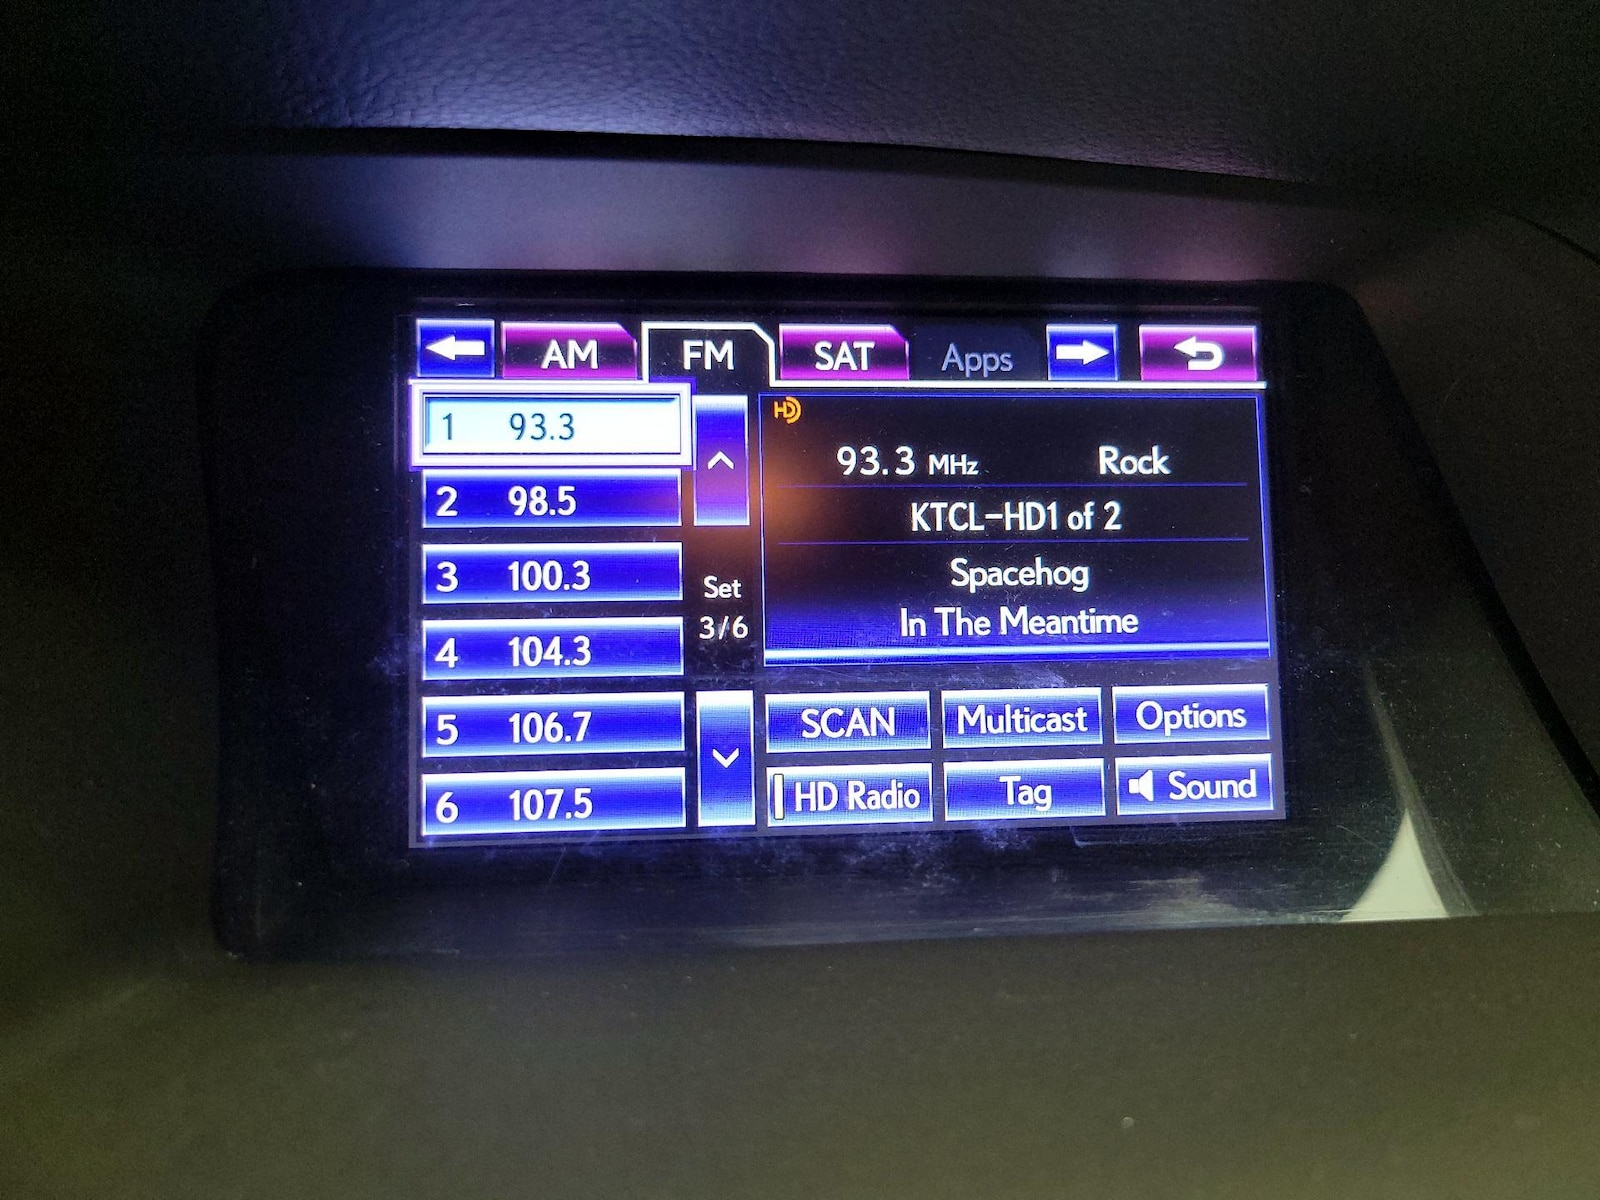 AM FM SAT Apps
1 93.3
2 98.5
3 100.3
4 104.3
5 106.7
6 107.5
Set
3/6
HD
93.3 MHz Rock
KTCL-HD1 of 2
Spacehog
In The Meantime
SCAN Multicast Options
HD Radio Tag Sound